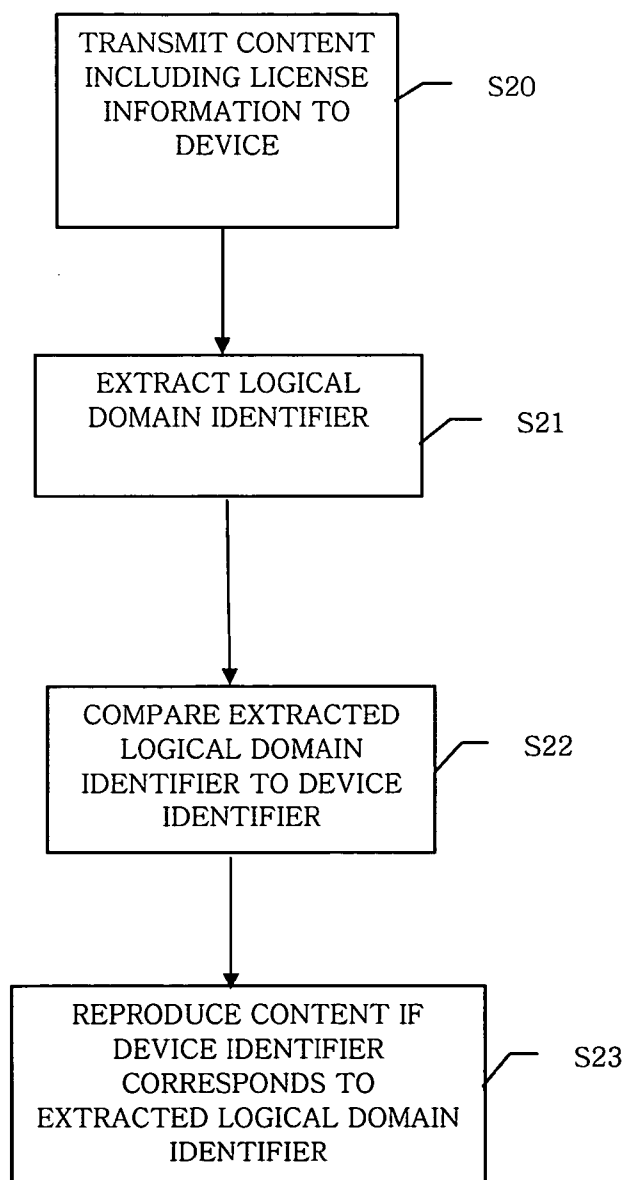 TRANSMIT CONTENT
INCLUDING LICENSE
INFORMATION TO
DEVICE
S20
EXTRACT LOGICAL
DOMAIN IDENTIFIER
S21
COMPARE EXTRACTED
LOGICAL DOMAIN
IDENTIFIER TO DEVICE
IDENTIFIER
S22
REPRODUCE CONTENT IF
DEVICE IDENTIFIER
CORRESPONDS TO
EXTRACTED LOGICAL DOMAIN
IDENTIFIER
S23